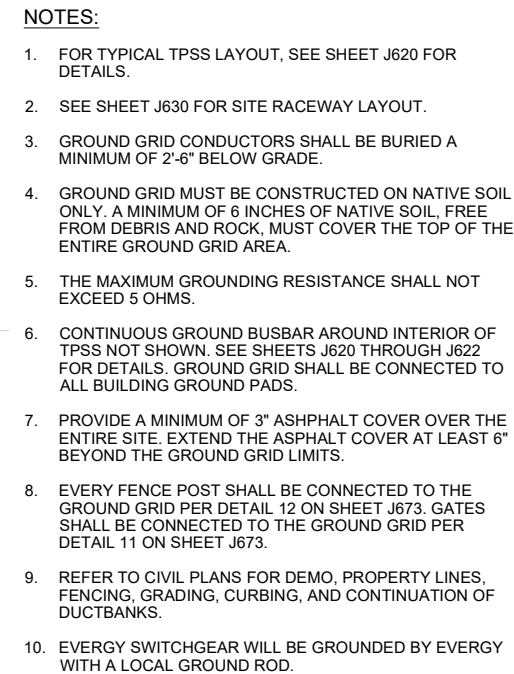 NOTES:
1. FOR TYPICAL TPSS LAYOUT, SEE SHEET J620 FOR
DETAILS.
2. SEE SHEET J630 FOR SITE RACEWAY LAYOUT.
3. GROUND GRID CONDUCTORS SHALL BE BURIED A
MINIMUM OF 2'-6" BELOW GRADE.
4. GROUND GRID MUST BE CONSTRUCTED ON NATIVE SOIL
ONLY. A MINIMUM OF 6 INCHES OF NATIVE SOIL, FREE
FROM DEBRIS AND ROCK, MUST COVER THE TOP OF THE
ENTIRE GROUND GRID AREA.
5. THE MAXIMUM GROUNDING RESISTANCE SHALL NOT
EXCEED 5 OHMS.
6. CONTINUOUS GROUND BUSBAR AROUND INTERIOR OF
TPSS NOT SHOWN. SEE SHEETS J620 THROUGH J622
FOR DETAILS. GROUND GRID SHALL BE CONNECTED TO
ALL BUILDING GROUND PADS.
7. PROVIDE A MINIMUM OF 3" ASHPHALT COVER OVER THE
ENTIRE SITE. EXTEND THE ASPHALT COVER AT LEAST 6"
BEYOND THE GROUND GRID LIMITS.
8. EVERY FENCE POST SHALL BE CONNECTED TO THE
GROUND GRID PER DETAIL 12 ON SHEET J673. GATES
SHALL BE CONNECTED TO THE GROUND GRID PER
DETAIL 11 ON SHEET J673.
9. REFER TO CIVIL PLANS FOR DEMO, PROPERTY LINES,
FENCING, GRADING, CURBING, AND CONTINUATION OF
DUCTBANKS.
10. EVERGY SWITCHGEAR WILL BE GROUNDED BY EVERGY
WITH A LOCAL GROUND ROD.